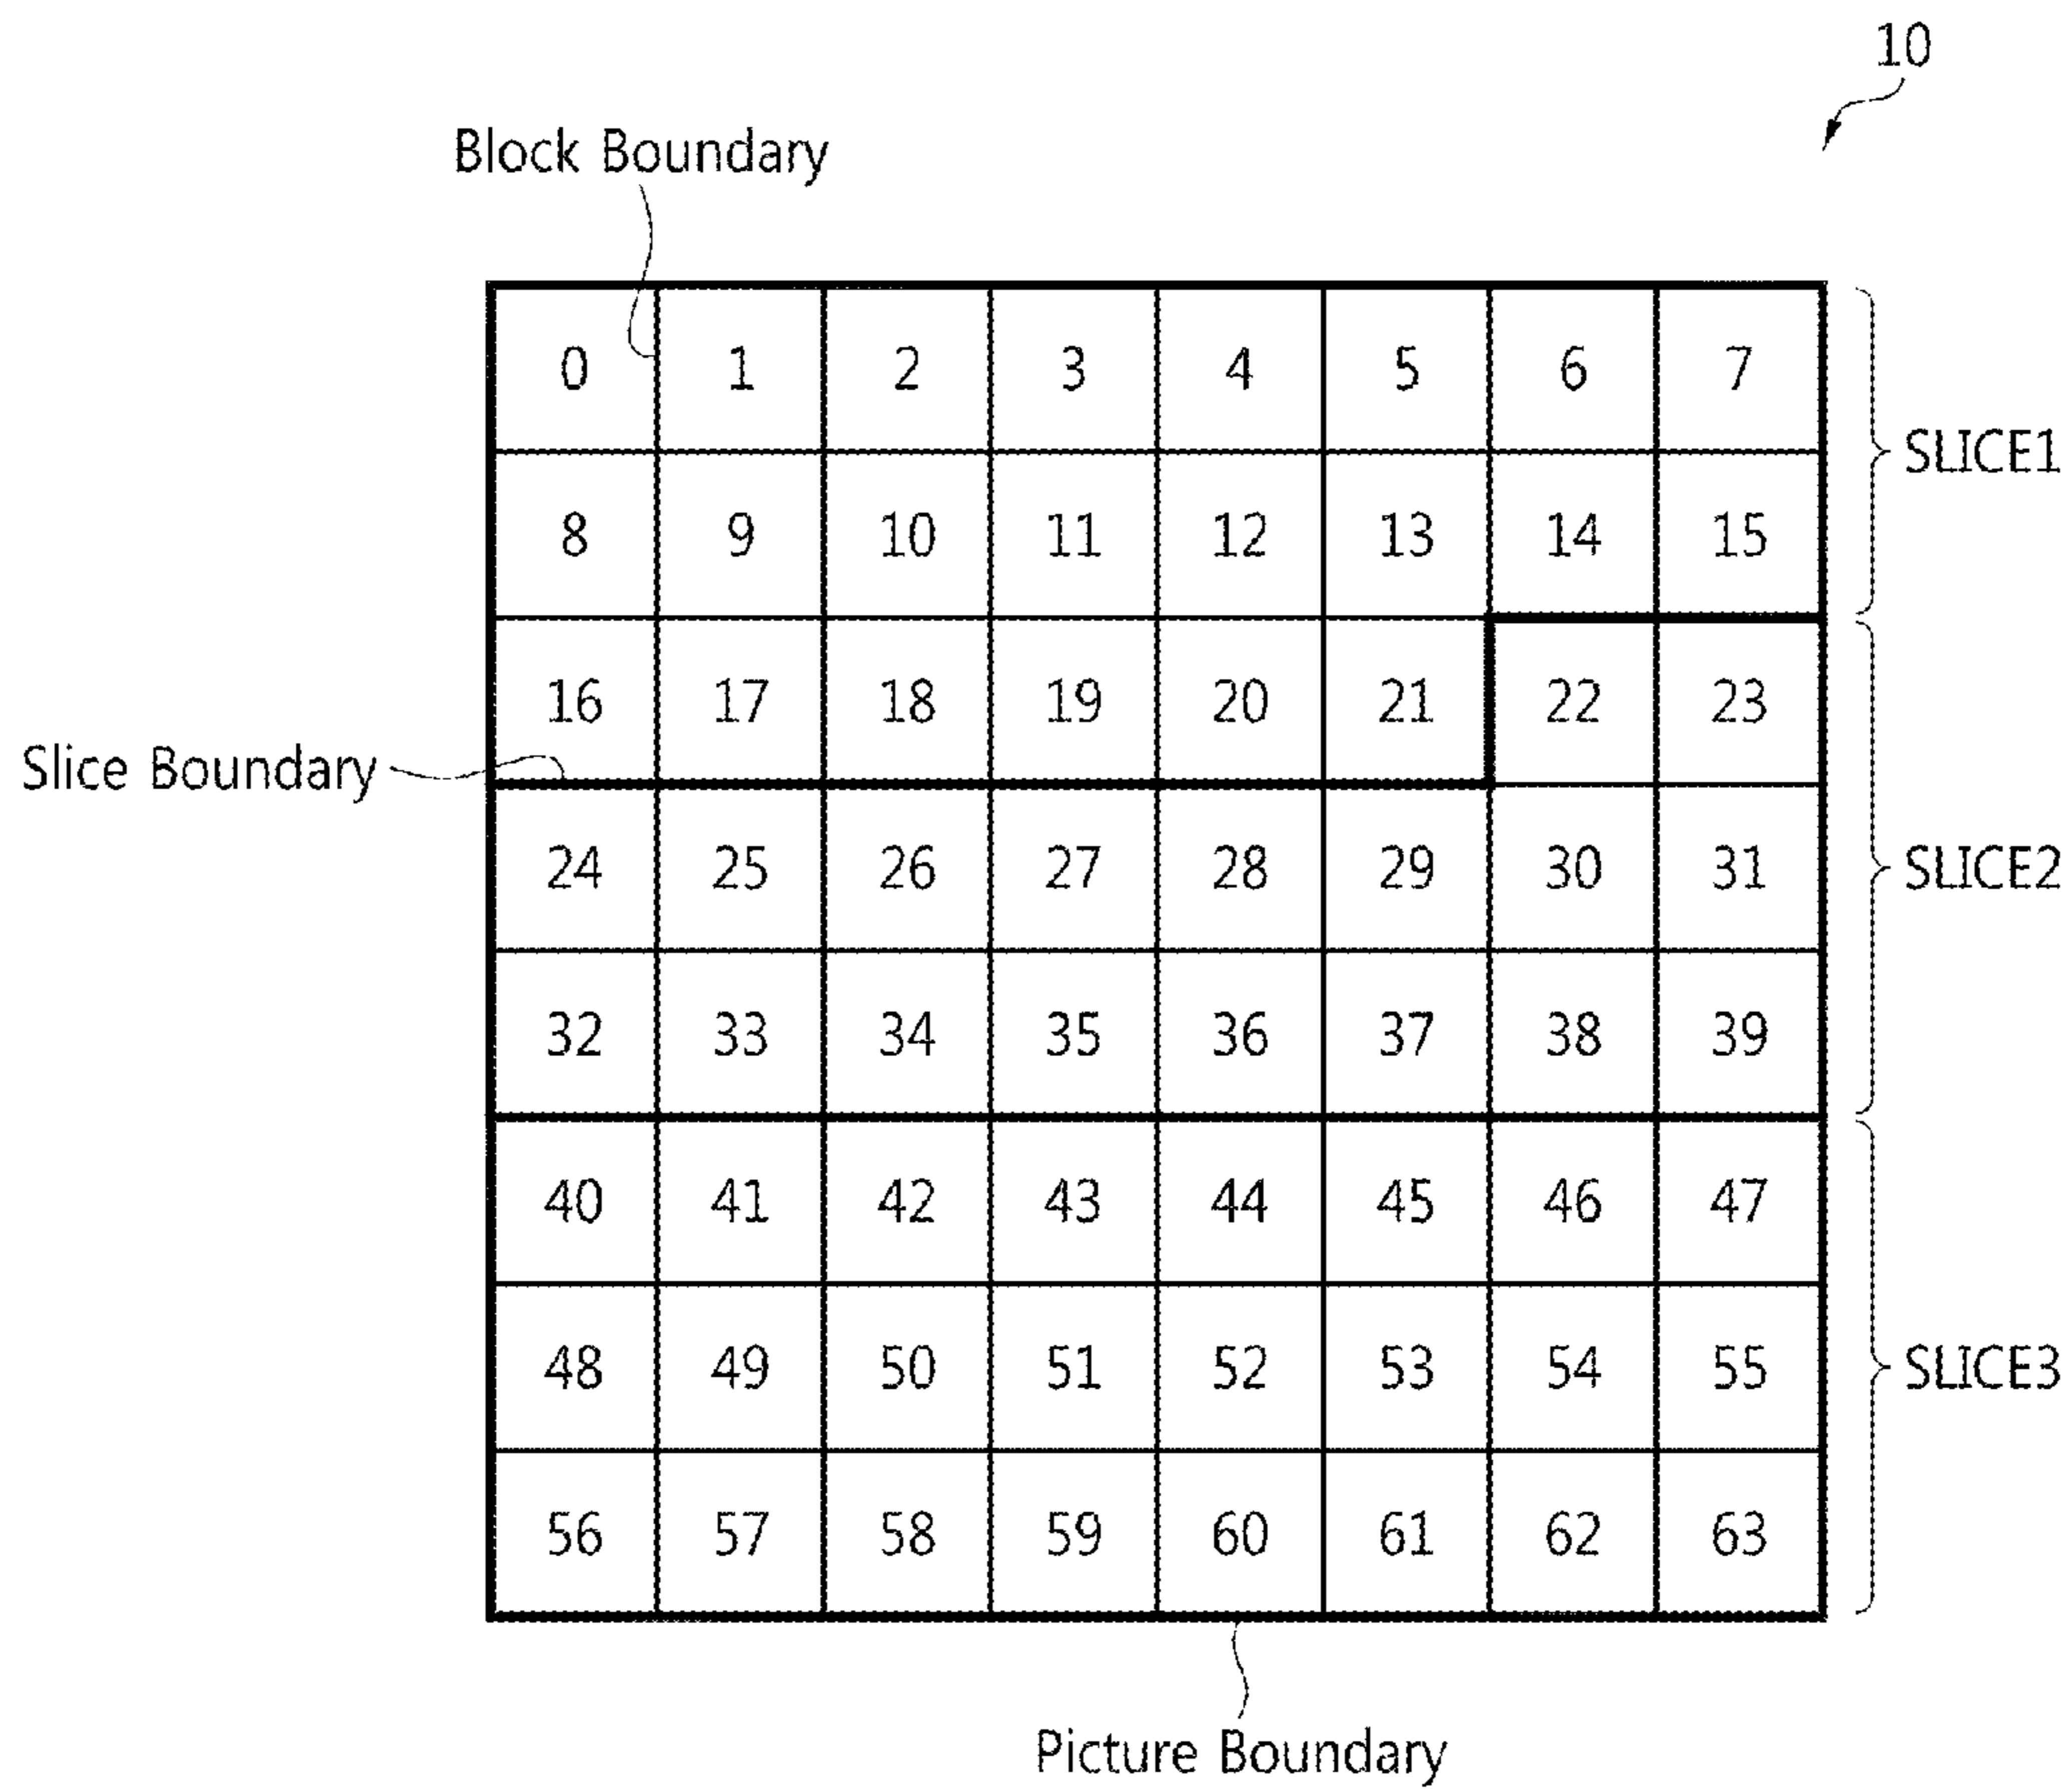 10
Block Boundary
0 1 2 3 4 5 6 7
SLICE1
8 9 10 11 12 13 14 15
16 17 18 19 20 21 22 23
Slice Boundary
24 25 26 27 28 29 30 31
SLICE2
32 33 34 35 36 37 38 39
40 41 42 43 44 45 46 47
48 49 50 51 52 53 54 55
SLICE3
56 57 58 59 60 61 62 63
Picture Boundary